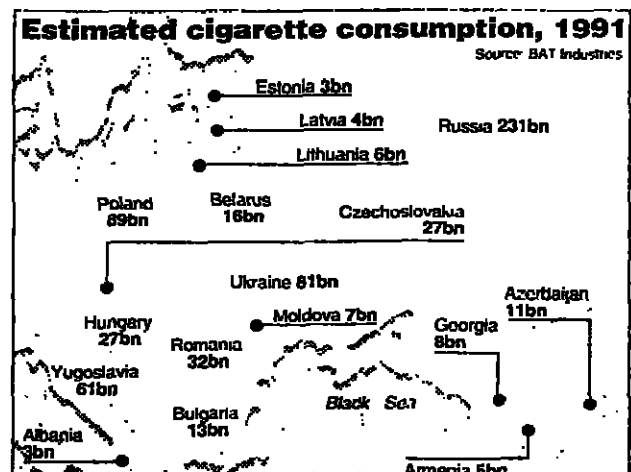 Estimated cigarette consumption, 1991
Source: BAT Industries
Estonia 3bn
Latvia 4bn
Russia 231bn
Lithuania 6bn
Poland
89bn
Belarus
16bn
Czechoslovakia
27bn
Ukraine 81bn
Azerbaijan
11bn
Moldova 7bn
Hungary
27bn
Georgia
8bn
Romania
32bn
Yugoslavia
61bn
Black Sea
Bulgaria
13bn
Albania
3bn
Armenia 5bn